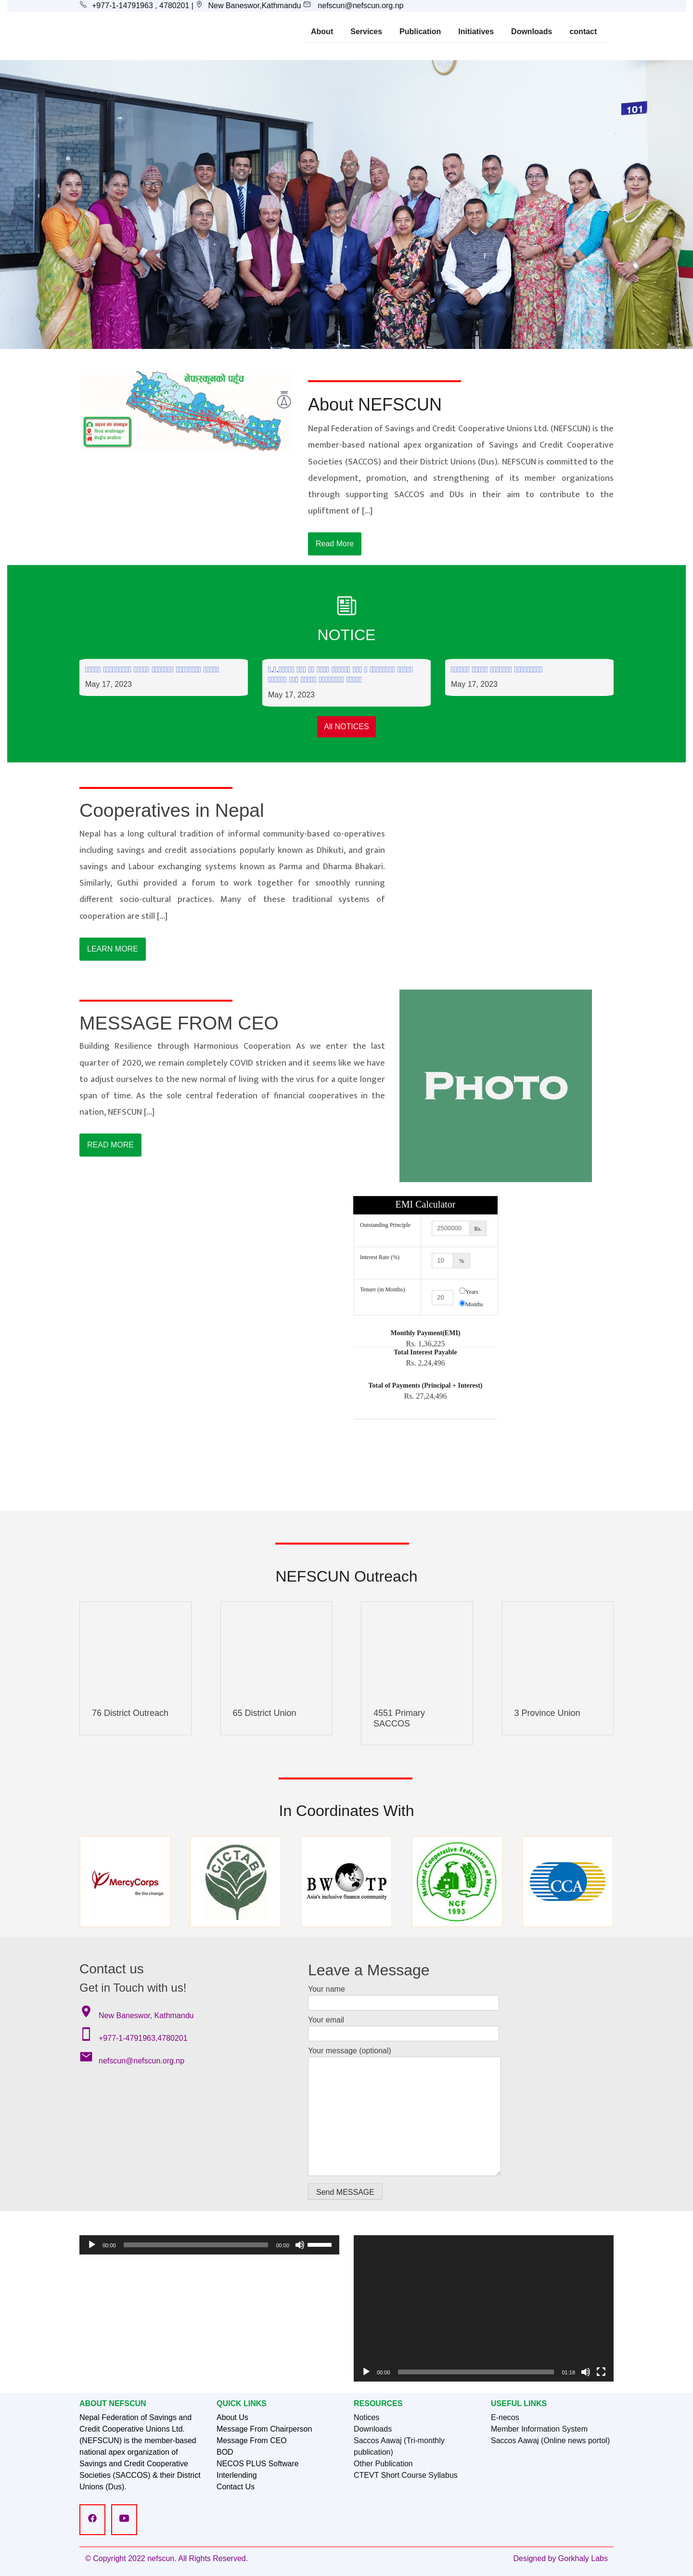 +977-1-14791963 , 4780201 | New Baneswor,Kathmandu nefscun@nefscun.org.np
About Services Publication Initiatives Downloads contact
101
नेफ्स्कूनको पहुँच
About NEFSCUN
Nepal Federation of Savings and Credit Cooperative Unions Ltd. (NEFSCUN) is the
member-based national apex organization of Savings and Credit Cooperative
Societies (SACCOS) and their District Unions (Dus). NEFSCUN is committed to the
development, promotion, and strengthening of its member organizations
through supporting SACCOS and DUs in their aim to contribute to the
upliftment of [...]
Read More
NOTICE
May 17, 2023
May 17, 2023
May 17, 2023
All NOTICES
Cooperatives in Nepal
Nepal has a long cultural tradition of informal community-based co-operatives
including savings and credit associations popularly known as Dhikuti, and grain
savings and Labour exchanging systems known as Parma and Dharma Bhakari.
Similarly, Guthi provided a forum to work together for smoothly running
different socio-cultural practices. Many of these traditional systems of
cooperation are still [...]
LEARN MORE
MESSAGE FROM CEO
Building Resilience through Harmonious Cooperation As we enter the last
quarter of 2020, we remain completely COVID stricken and it seems like we have
to adjust ourselves to the new normal of living with the virus for a quite longer
span of time. As the sole central federation of financial cooperatives in the
nation, NEFSCUN [...]
READ MORE
PHOTO
EMI Calculator
Outstanding Principle 2500000 Rs.
Interest Rate (%) 10 %
Tenure (in Months) 20 Years
Months
Monthly Payment(EMI)
Rs. 1,36,225
Total Interest Payable
Rs. 2,24,496
Total of Payments (Principal + Interest)
Rs. 27,24,496
NEFSCUN Outreach
76 District Outreach
65 District Union
4551 Primary
SACCOS
3 Province Union
In Coordinates With
MercyCorps
Be the change
CICTAB
BWTP
Asia's inclusive finance community
National Cooperative Federation of Nepal
NCF
1993
CCA
Contact us
Get in Touch with us!
New Baneswor, Kathmandu
+977-1-4791963,4780201
nefscun@nefscun.org.np
Leave a Message
Your name
Your email
Your message (optional)
Send MESSAGE
00:00 00:00
00:00 01:18
ABOUT NEFSCUN
Nepal Federation of Savings and
Credit Cooperative Unions Ltd.
(NEFSCUN) is the member-based
national apex organization of
Savings and Credit Cooperative
Societies (SACCOS) & their District
Unions (Dus).
QUICK LINKS
About Us
Message From Chairperson
Message From CEO
BOD
NECOS PLUS Software
Interlending
Contact Us
RESOURCES
Notices
Downloads
Saccos Aawaj (Tri-monthly
publication)
Other Publication
CTEVT Short Course Syllabus
USEFUL LINKS
E-necos
Member Information System
Saccos Aawaj (Online news portol)
© Copyright 2022 nefscun. All Rights Reserved.
Designed by Gorkhaly Labs